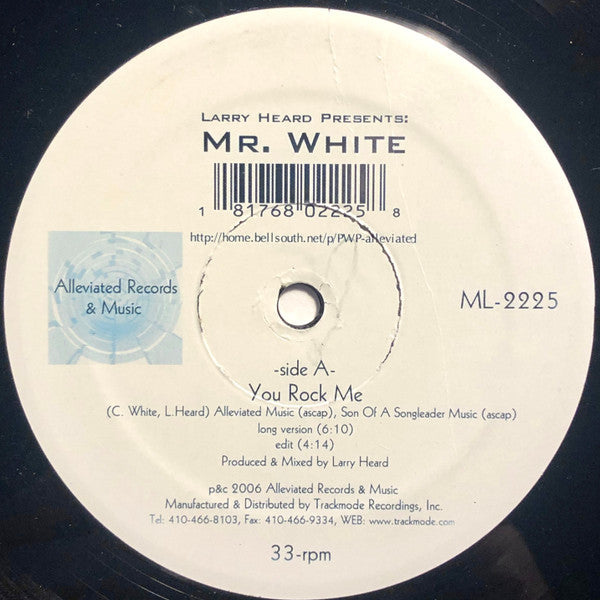 Larry Heard Presents:
Mr. White
1 81768 02225 8
http://home.bellsouth.net/p/PWP-alleviated
Alleviated Records
& Music
ML-2225
-side A-
You Rock Me
(C. White, L.Heard) Alleviated Music (ascap), Son Of A Songleader Music (ascap)
long version (6:10)
edit (4:14)
Produced & Mixed by Larry Heard
p&c 2006 Alleviated Records & Music
Manufactured & Distributed by Trackmode Recordings, Inc.
Tel: 410-466-8103, Fax: 410-466-9334, WEB: www.trackmode.com
33-rpm